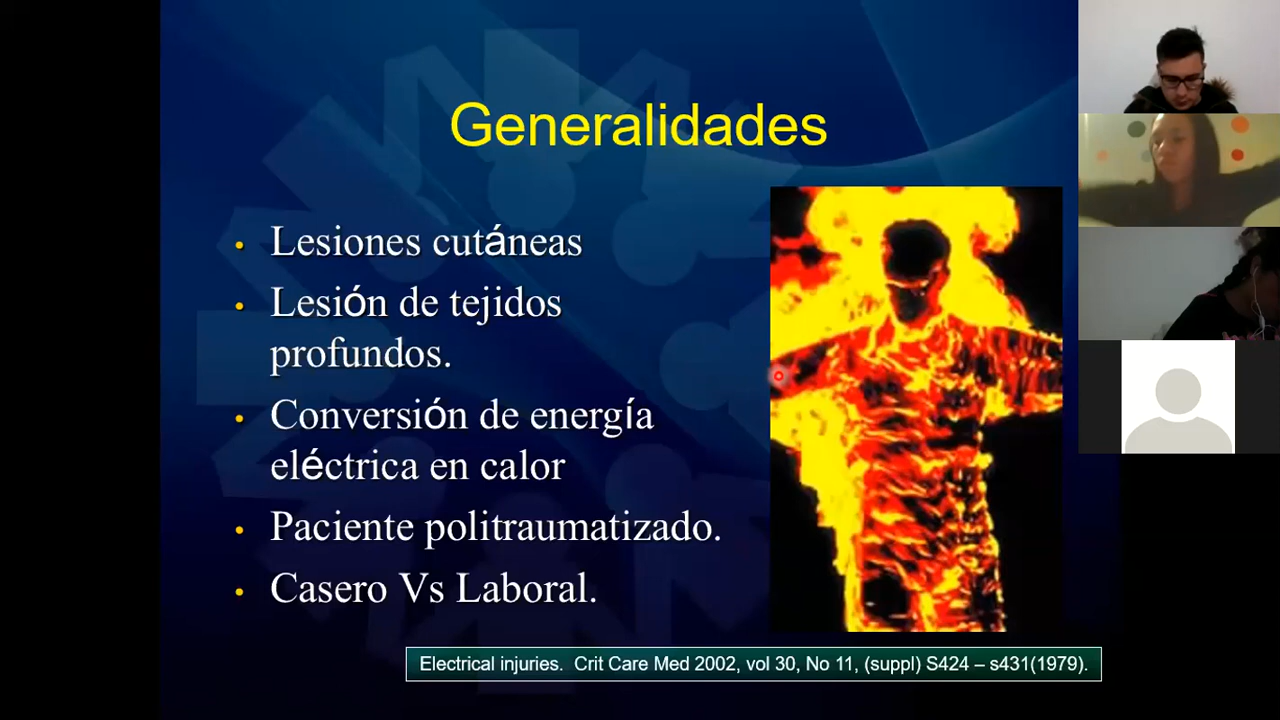 Generalidades
• Lesiones cutáneas
• Lesión de tejidos
profundos.
• Conversión de energía
eléctrica en calor
• Paciente politraumatizado.
• Casero Vs Laboral.
Electrical injuries. Crit Care Med 2002, vol 30, No 11, (suppl) S424 – s431(1979).